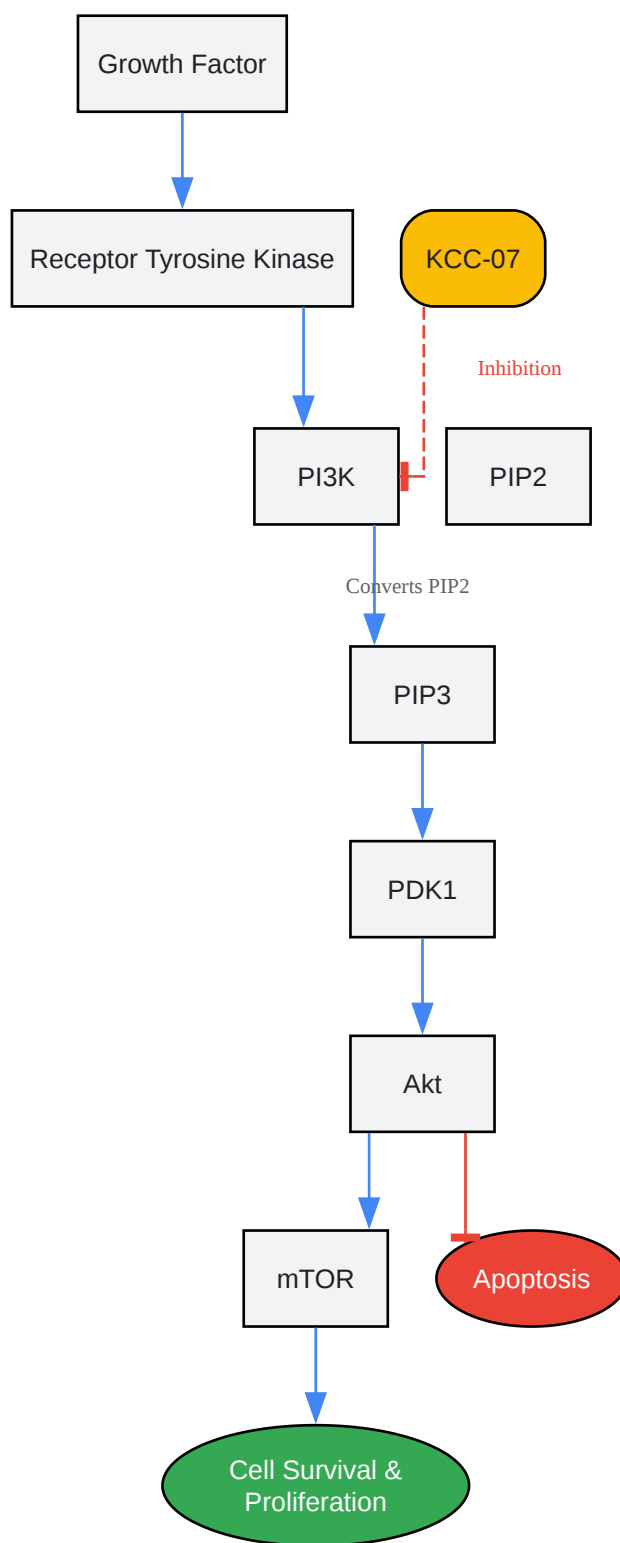 Growth Factor
Receptor Tyrosine Kinase
KCC-07
Inhibition
PI3K
PIP2
Converts PIP2
PIP3
PDK1
Akt
mTOR
Apoptosis
Cell Survival &
Proliferation